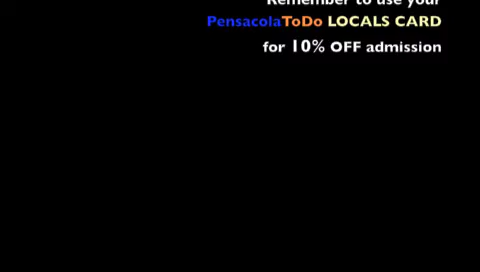 Remember to use your
PensacolaToDo LOCALS CARD
for 10% OFF admission